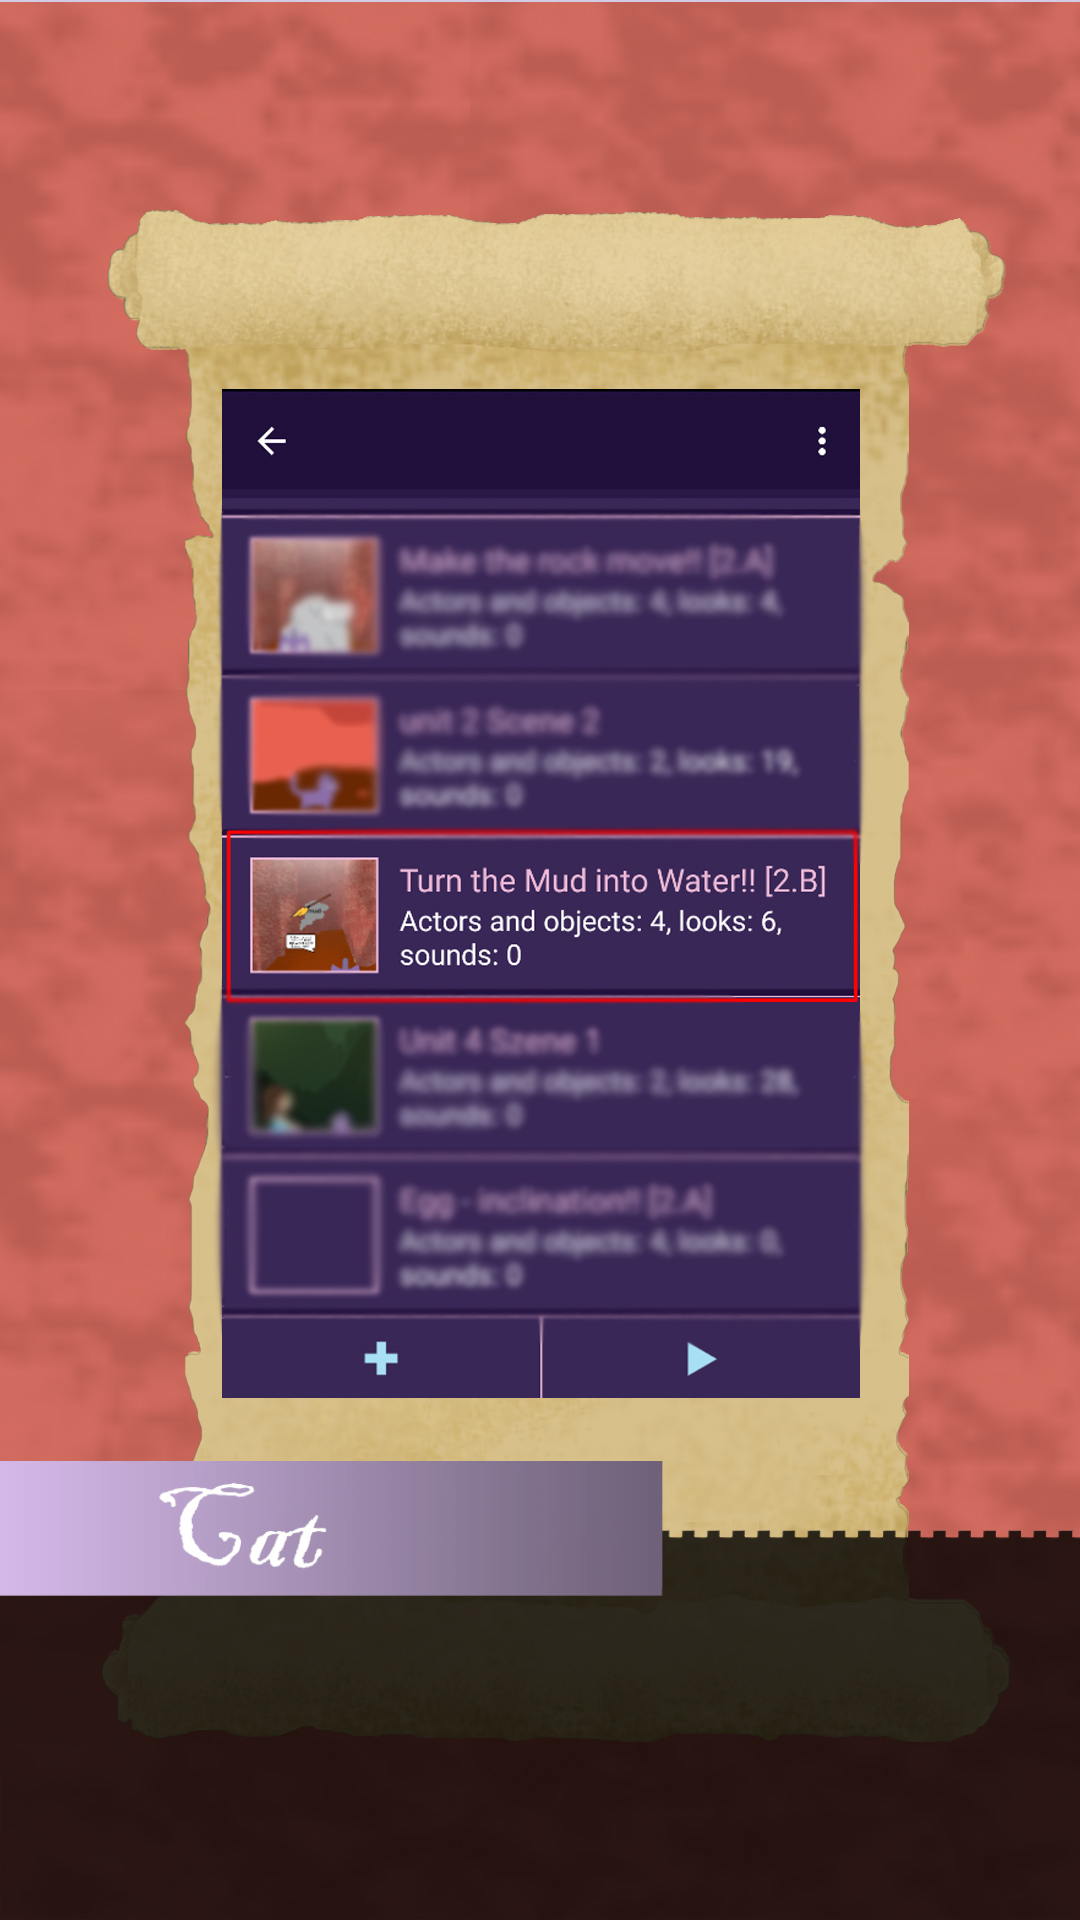 Make the rock move!! [2.A]
Actors and objects: 4, looks: 4,
sounds: 0
unit 2 Scene 2
Actors and objects: 2, looks: 19,
sounds: 0
Turn the Mud into Water!! [2.B]
Actors and objects: 4, looks: 6,
sounds: 0
Unit 4 Szene 1
Actors and objects: 2, looks: 28,
sounds: 0
Egg - inclination!! [2.A]
Actors and objects: 4, looks: 0,
sounds: 0
Cat